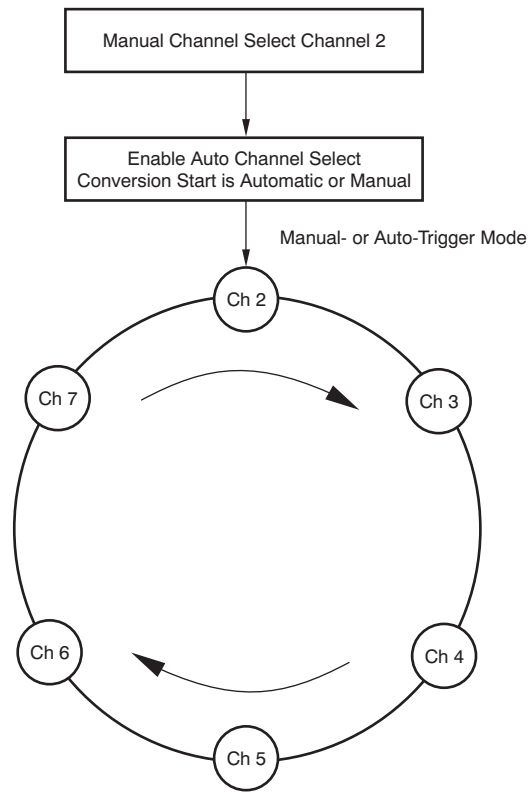 Manual Channel Select Channel 2
Enable Auto Channel Select
Conversion Start is Automatic or Manual
Manual- or Auto-Trigger Mode
Ch 2
Ch 7
Ch 3
Ch 6
Ch 4
Ch 5